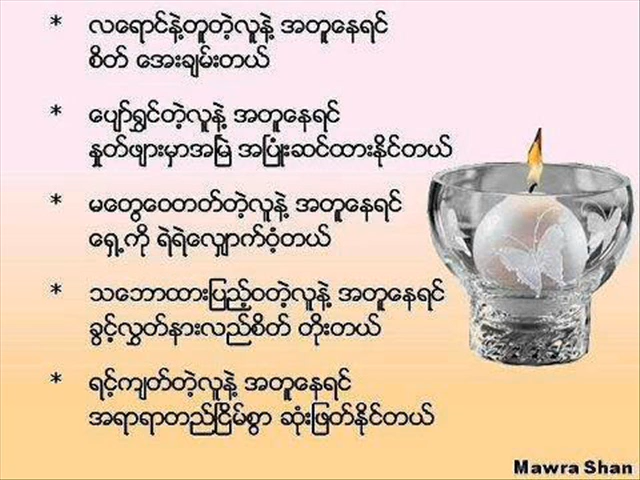 * လရောင်နဲ့တူတဲ့လူနဲ့ အတူနေရင်
စိတ် အေးချမ်းတယ်
* ပျော်ရွှင်တဲ့လူနဲ့ အတူနေရင်
နှုတ်ဖျားမှာအမြဲ အပြုံးဆင်ထားနိုင်တယ်
* မတွေဝေတတ်တဲ့လူနဲ့ အတူနေရင်
ရှေ့ကို ရဲရဲလျှောက်ဝံ့တယ်
* သဘောထားပြည့်ဝတဲ့လူနဲ့ အတူနေရင်
ခွင့်လွှတ်နားလည်စိတ် တိုးတယ်
* ရင့်ကျက်တဲ့လူနဲ့ အတူနေရင်
အရာရာတည်ငြိမ်စွာ ဆုံးဖြတ်နိုင်တယ်
Mawra Shan